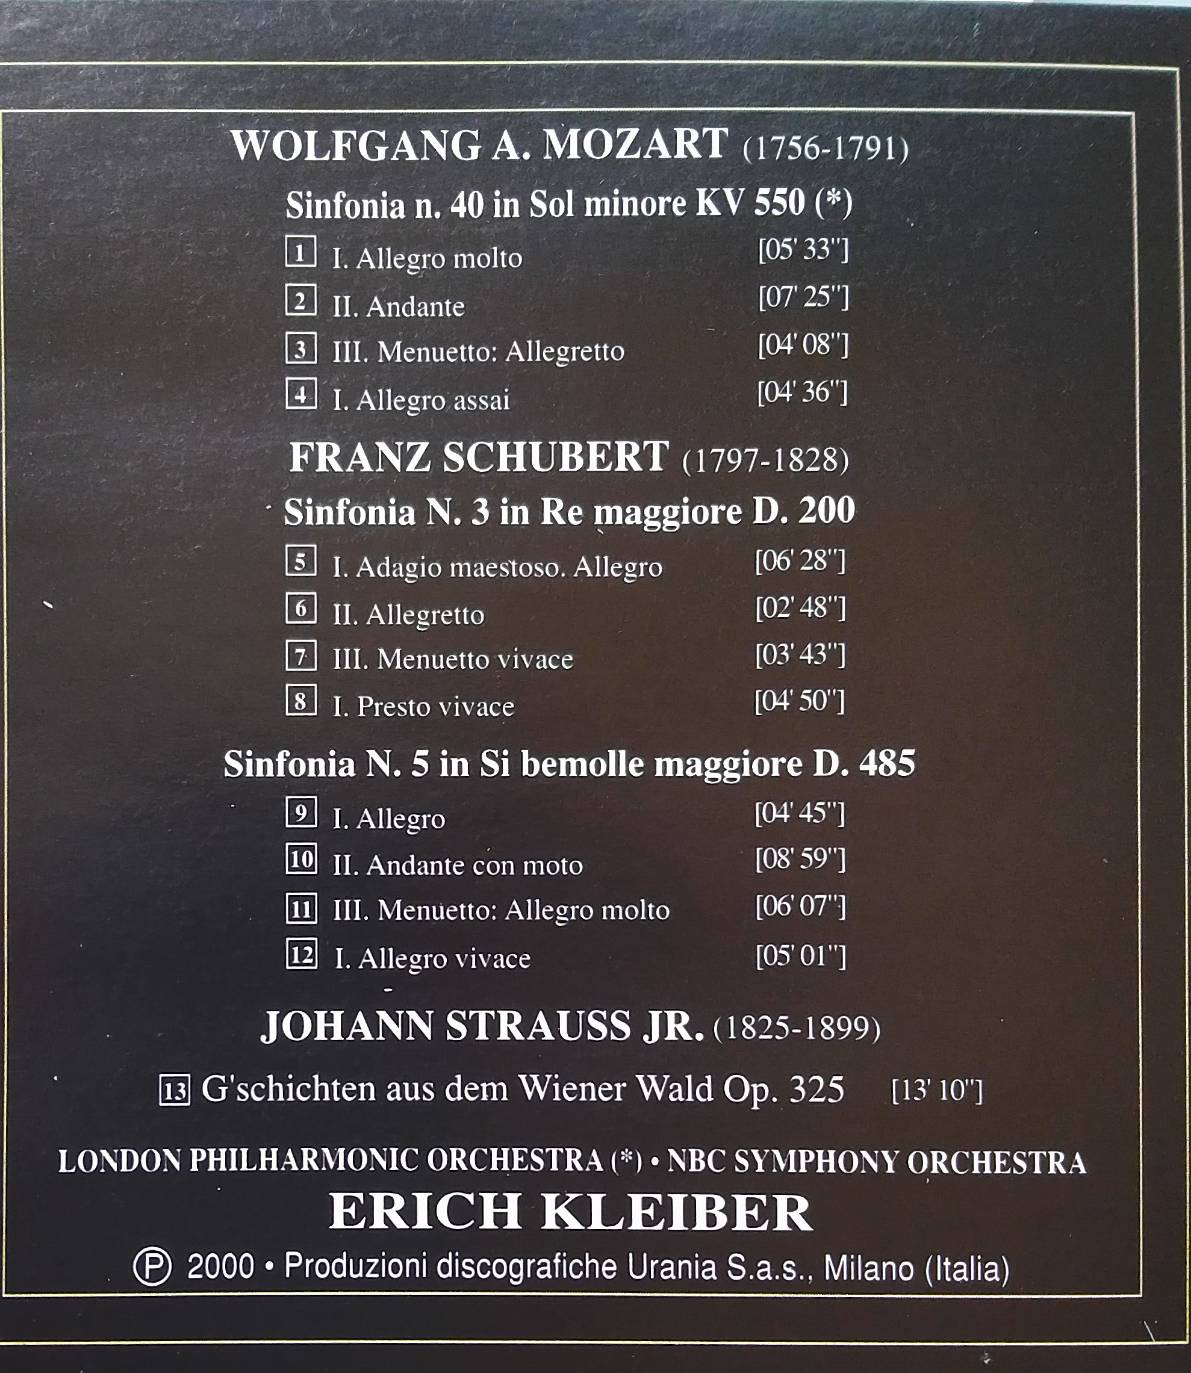 WOLFGANG A. MOZART (1756-1791)
Sinfonia n. 40 in Sol minore KV 550 (*)
1 I. Allegro molto [05' 33"]
2 II. Andante [07' 25"]
3 III. Menuetto: Allegretto [04' 08"]
4 I. Allegro assai [04' 36"]
FRANZ SCHUBERT (1797-1828)
Sinfonia N. 3 in Re maggiore D. 200
5 I. Adagio maestoso. Allegro [06' 28"]
6 II. Allegretto [02' 48"]
7 III. Menuetto vivace [03' 43"]
8 I. Presto vivace [04' 50"]
Sinfonia N. 5 in Si bemolle maggiore D. 485
9 I. Allegro [04' 45"]
10 II. Andante con moto [08' 59"]
11 III. Menuetto: Allegro molto [06' 07"]
12 I. Allegro vivace [05' 01"]
JOHANN STRAUSS JR. (1825-1899)
13 G'schichten aus dem Wiener Wald Op. 325 [13' 10"]
LONDON PHILHARMONIC ORCHESTRA (*) • NBC SYMPHONY ORCHESTRA
ERICH KLEIBER
℗ 2000 • Produzioni discografiche Urania S.a.s., Milano (Italia)